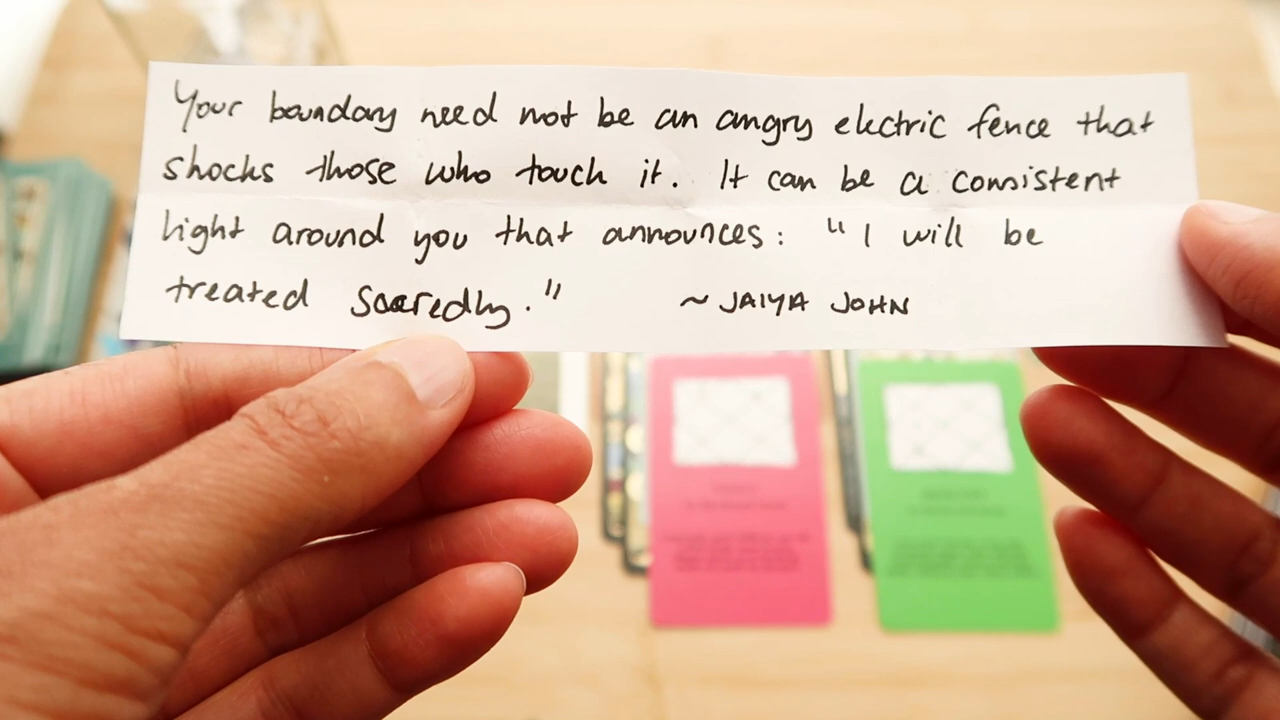 Your boundary need not be an angry electric fence that
shocks those who touch it. It can be a consistent
light around you that announces: "I will be
treated sacredly." ~ JAIYA JOHN